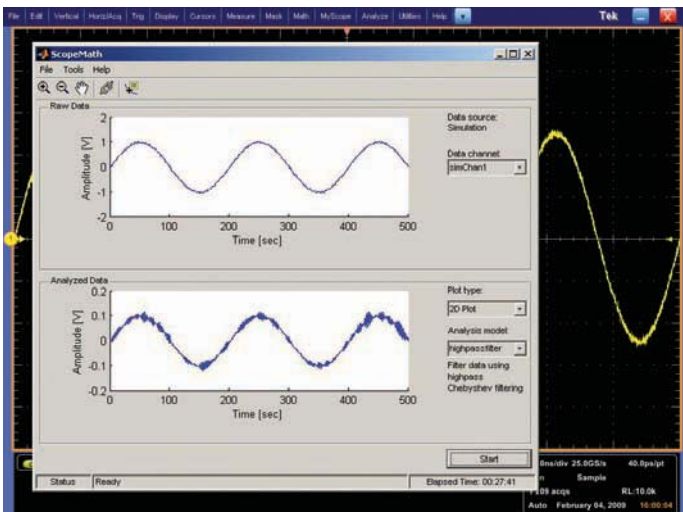 File Edit Vertical Horiz/Acq Trig Display Cursors Measure Mask Math MyScope Analyze Utilities Help Tek
ScopeMath
File Tools Help
Raw Data
Data source:
Simulation
Data channel:
simChan1
Amplitude [V]
2
1
0
-1
-2
0 100 200 300 400 500
Time [sec]
Analyzed Data
Plot type:
2D Plot
Analysis model:
highpassfilter
Filter data using
highpass
Chebyshev filtering
Amplitude [V]
0.2
0.1
0
-0.1
-0.2
0 100 200 300 400 500
Time [sec]
Start
Status Ready Elapsed Time: 00:27:41
1
0ns/div 25.0GS/s 40.0ps/pt
Sample
acqs RL:10.0k
Auto February 04, 2009 16:00:04